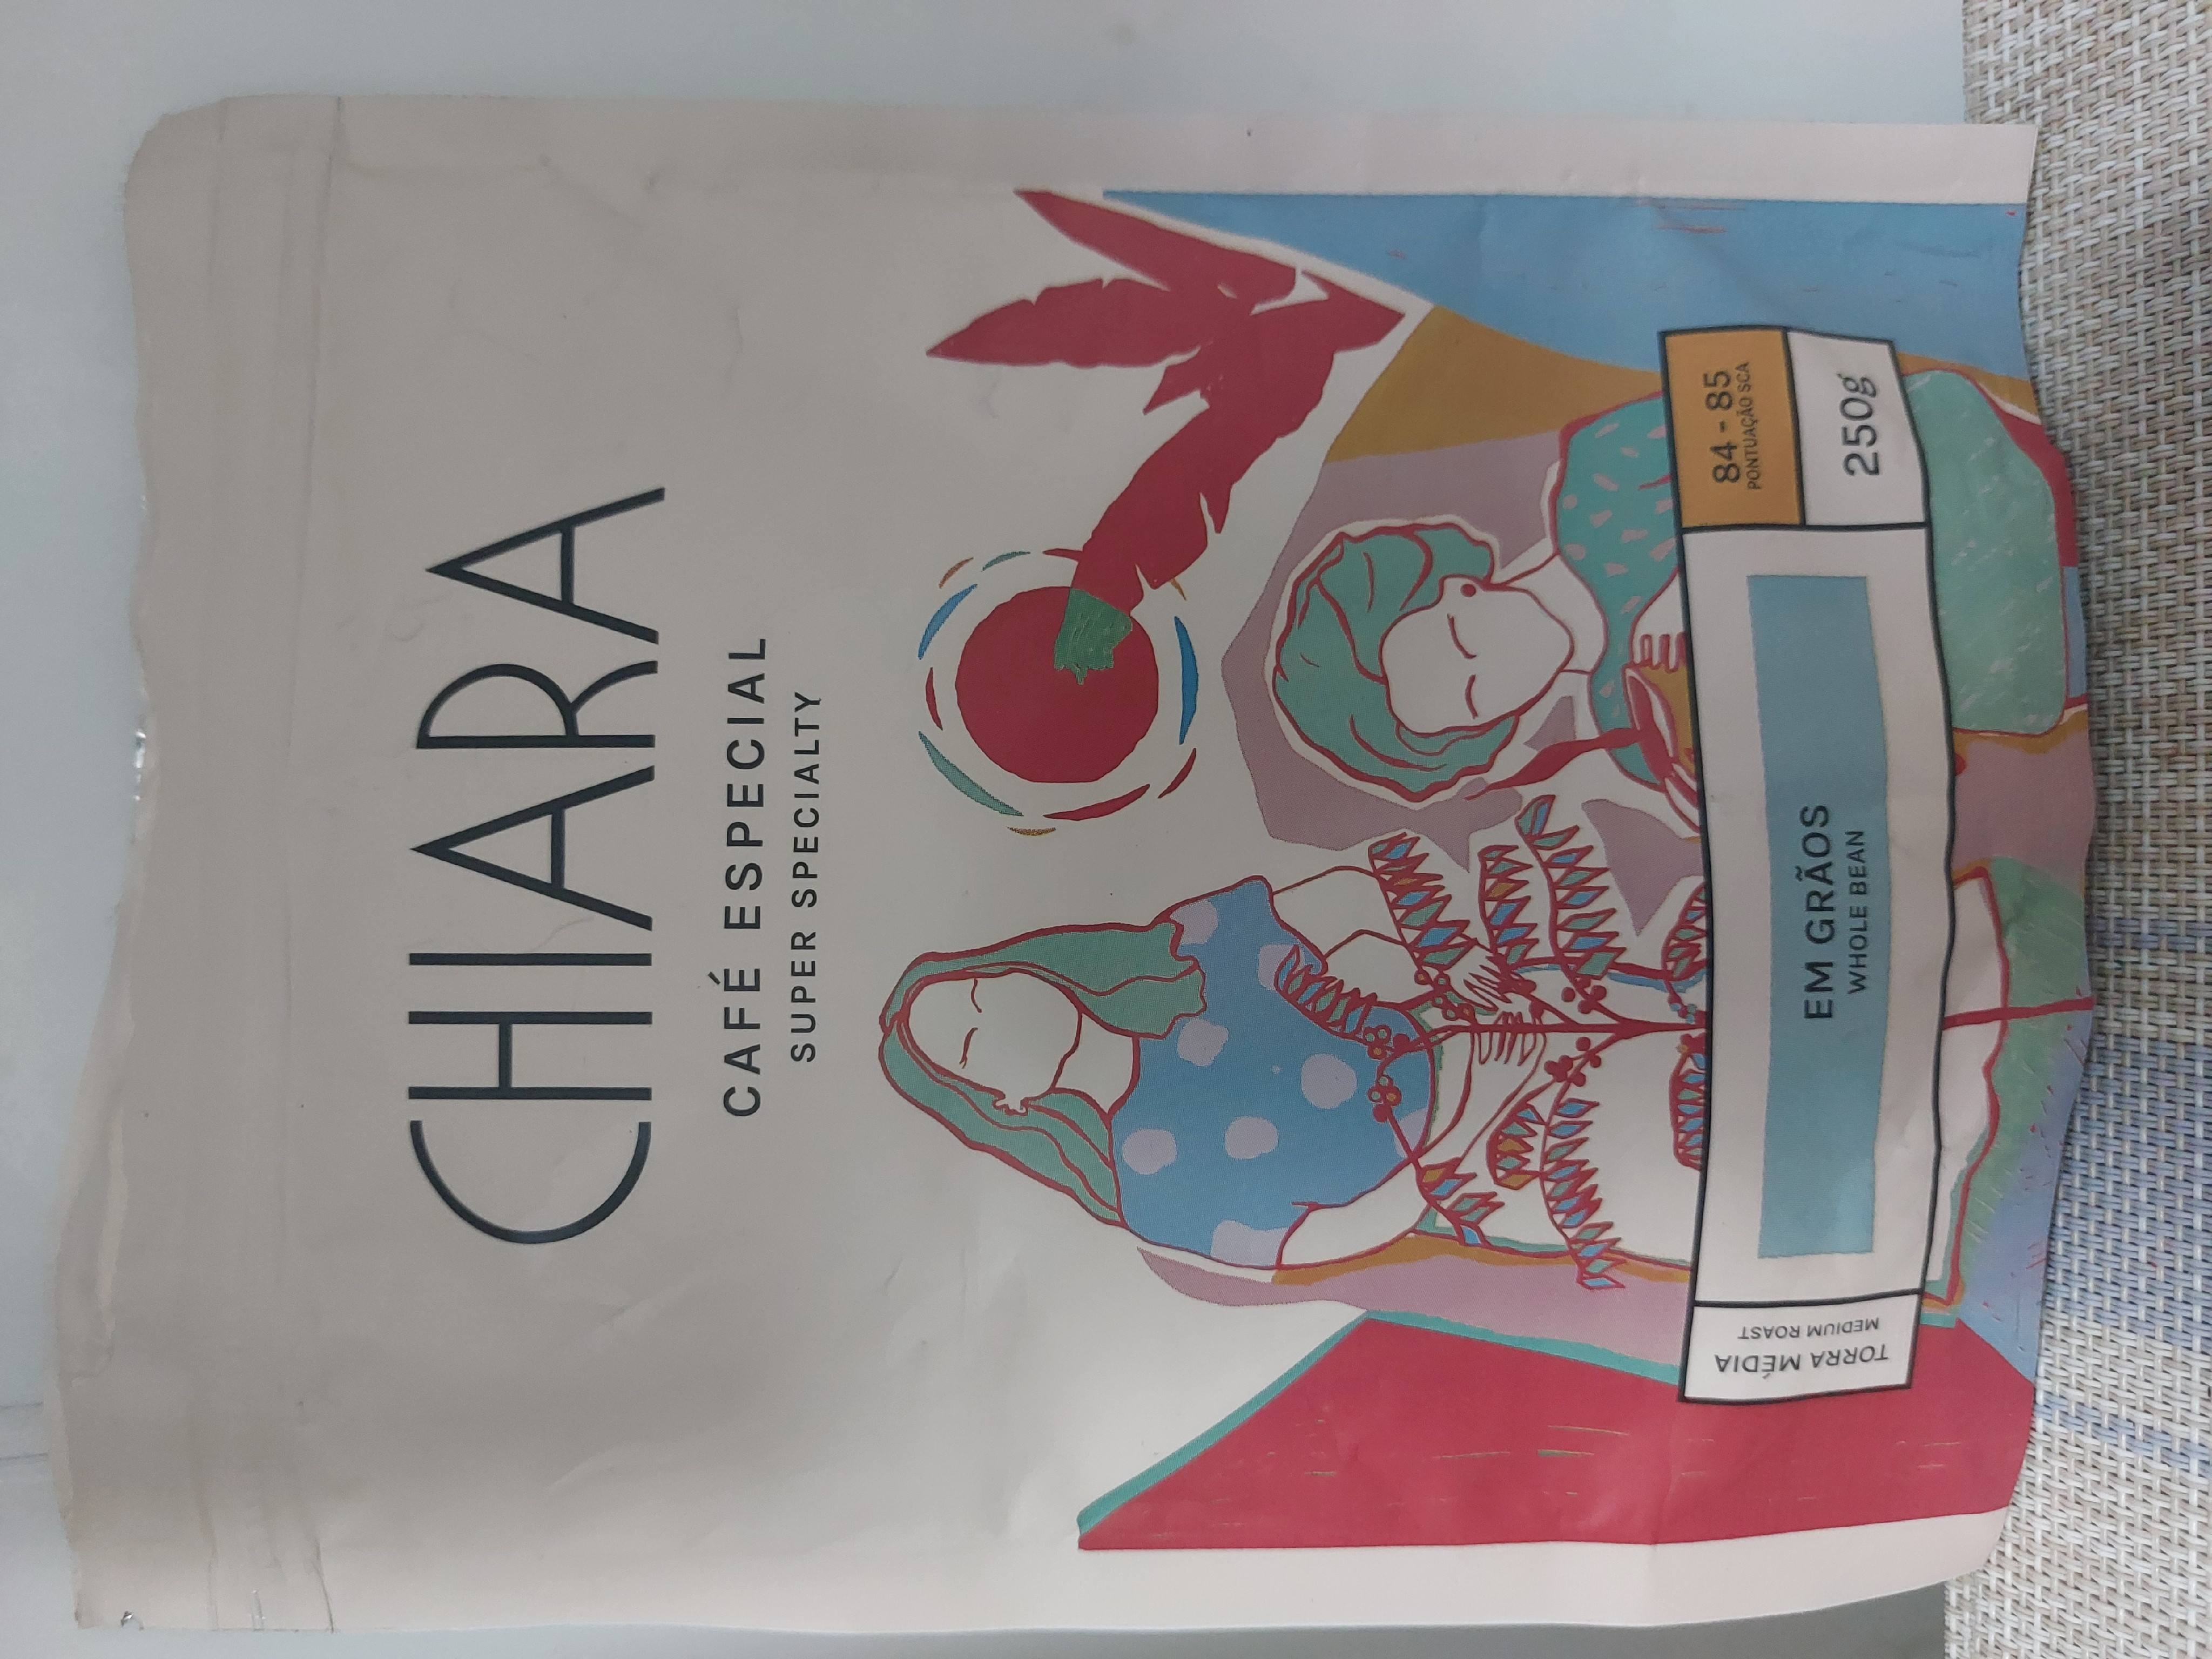 CHIARA
CAFÉ ESPECIAL
SUPER SPECIALTY
TORRA MÉDIA
MEDIUM ROAST
EM GRÃOS
WHOLE BEAN
84 - 85
PONTUAÇÃO SCA
250g